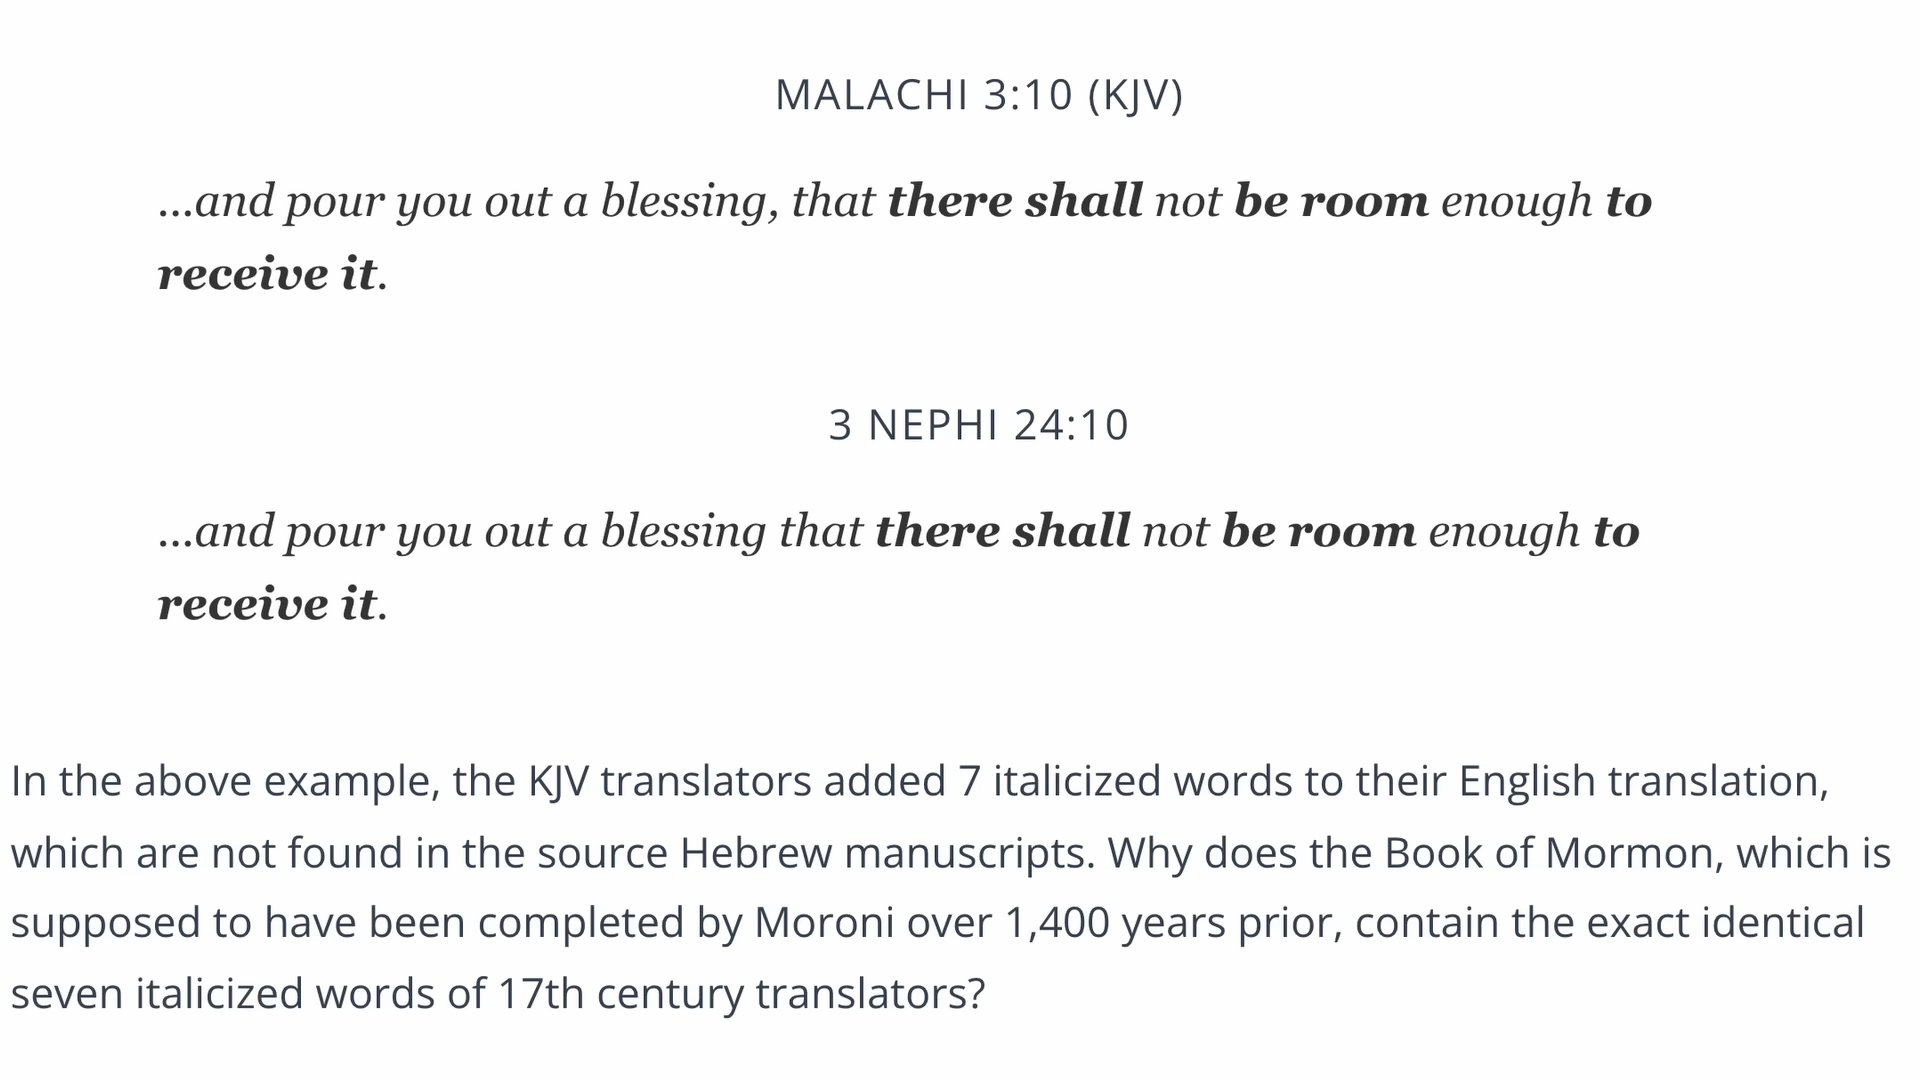 MALACHI 3:10 (KJV)
...and pour you out a blessing, that there shall not be room enough to
receive it.
3 NEPHI 24:10
...and pour you out a blessing that there shall not be room enough to
receive it.
In the above example, the KJV translators added 7 italicized words to their English translation,
which are not found in the source Hebrew manuscripts. Why does the Book of Mormon, which is
supposed to have been completed by Moroni over 1,400 years prior, contain the exact identical
seven italicized words of 17th century translators?